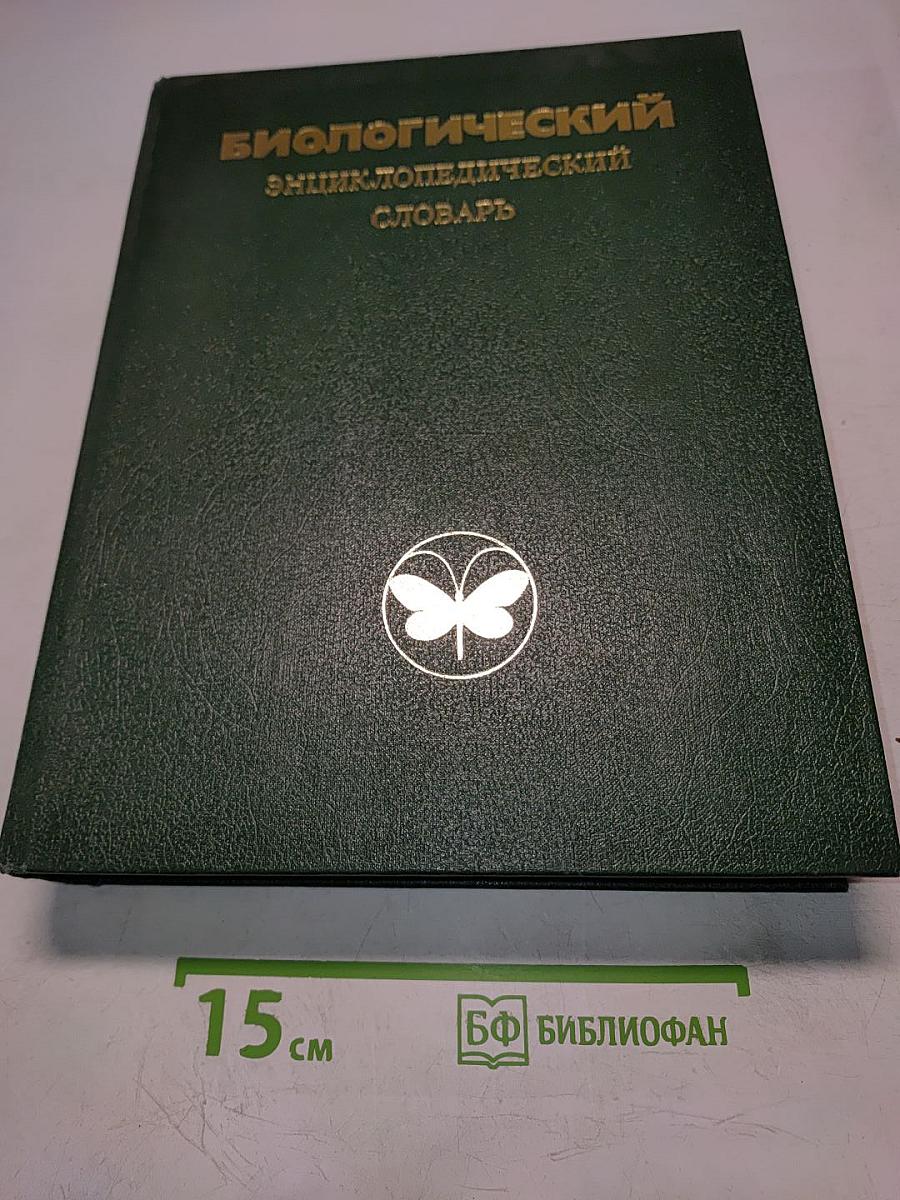 БИОЛОГИЧЕСКИЙ
ЭНЦИКЛОПЕДИЧЕСКИЙ
СЛОВАРЬ
15 см
БФ БИБЛИОФАН